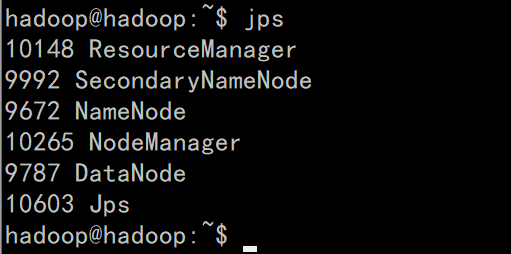 hadoop@hadoop:~$ jps
10148 ResourceManager
9992 SecondaryNameNode
9672 NameNode
10265 NodeManager
9787 DataNode
10603 Jps
hadoop@hadoop:~$